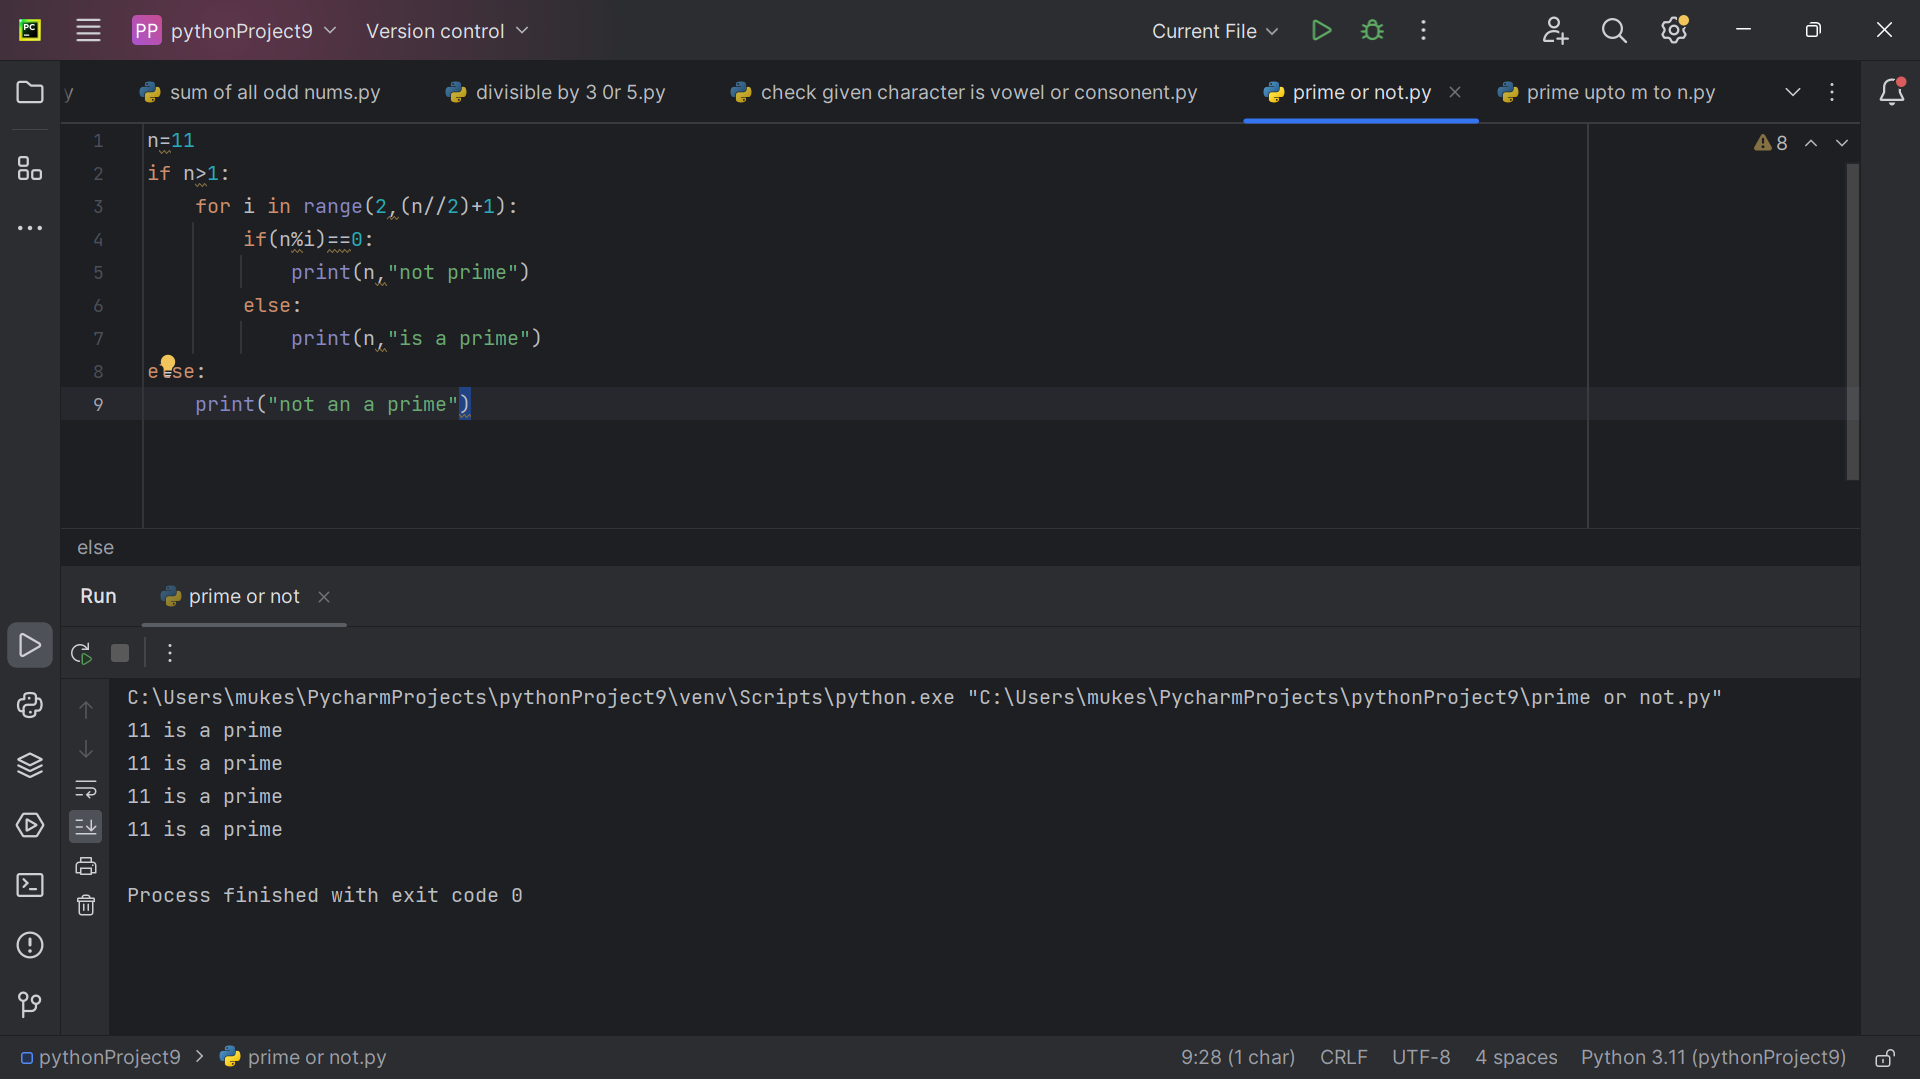 PC
PP pythonProject9 Version control Current File
y sum of all odd nums.py divisible by 3 0r 5.py check given character is vowel or consonent.py prime or not.py prime upto m to n.py
1 n=11
2 if n>1:
3 for i in range(2,(n//2)+1):
4 if(n%i)==0:
5 print(n,"not prime")
6 else:
7 print(n,"is a prime")
8 else:
9 print("not an a prime")
8
else
Run prime or not
C:\Users\mukes\PycharmProjects\pythonProject9\venv\Scripts\python.exe "C:\Users\mukes\PycharmProjects\pythonProject9\prime or not.py"
11 is a prime
11 is a prime
11 is a prime
11 is a prime
Process finished with exit code 0
pythonProject9 > prime or not.py 9:28 (1 char) CRLF UTF-8 4 spaces Python 3.11 (pythonProject9)